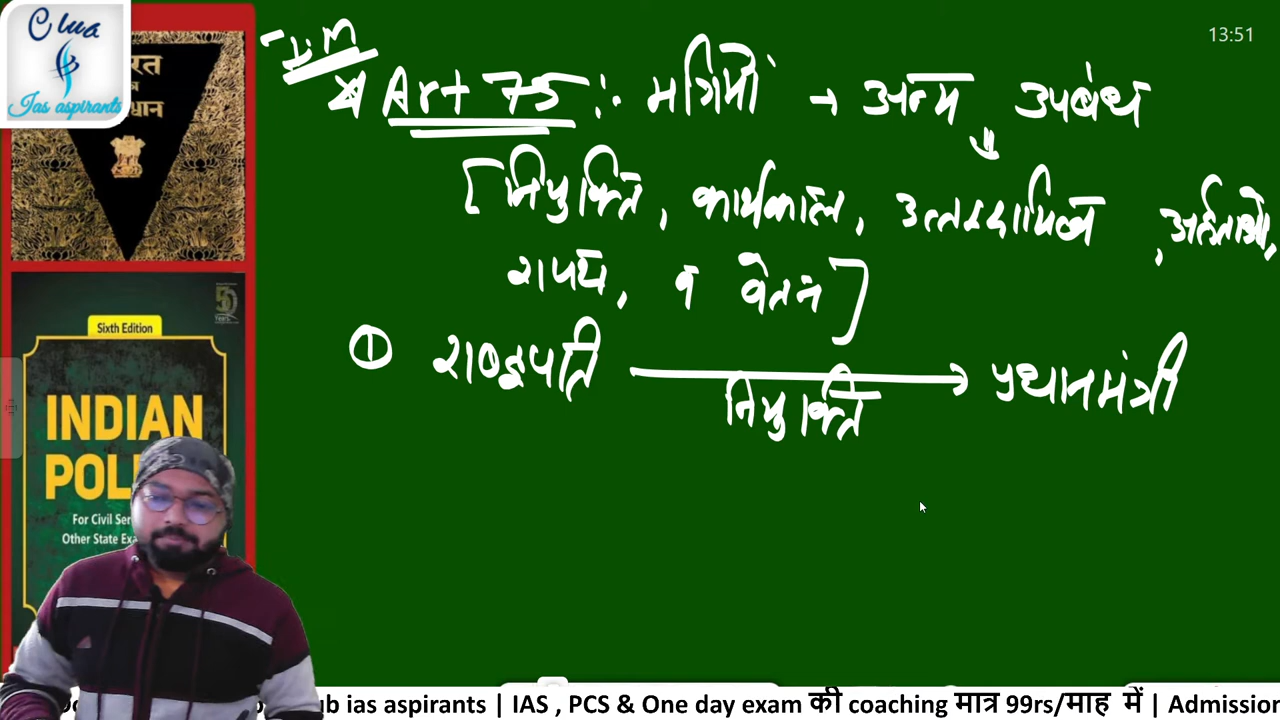 Clua
Ias aspirants
13:51
I.M
Art 75 :- मंत्रियों → अन्य उपबंध
[नियुक्ति, कार्यकाल, उत्तरदायित्व, अर्हताओं,
शपथ, व वेतन]
① राष्ट्रपति → प्रधानमंत्री
नियुक्ति
Sixth Edition
INDIAN
POL
For Civil Ser
Other State Exa
ub ias aspirants | IAS , PCS & One day exam की coaching मात्र 99rs/माह में | Admission